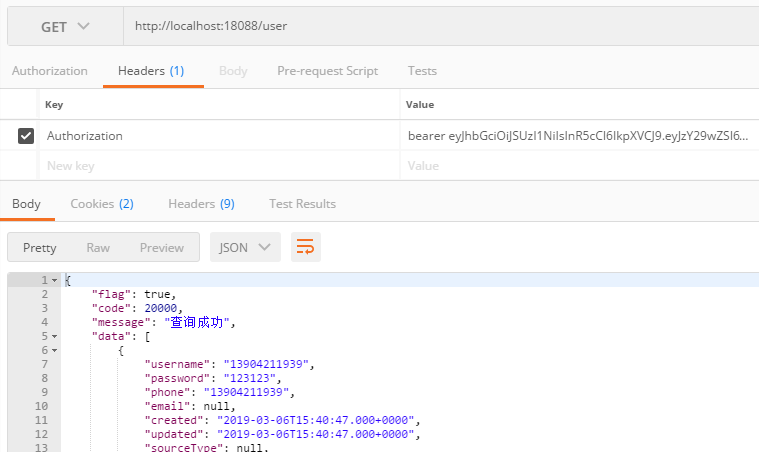 GET http://localhost:18088/user
Authorization Headers (1) Body Pre-request Script Tests
Key Value
Authorization bearer eyJhbGciOiJSUzI1NiIsInR5cCI6IkpXVCJ9.eyJzY29wZSI6...
New key Value
Body Cookies (2) Headers (9) Test Results
Pretty Raw Preview JSON
1 {
2 "flag": true,
3 "code": 20000,
4 "message": "查询成功",
5 "data": [
6 {
7 "username": "13904211939",
8 "password": "123123",
9 "phone": "13904211939",
10 "email": null,
11 "created": "2019-03-06T15:40:47.000+0000",
12 "updated": "2019-03-06T15:40:47.000+0000",
13 "sourceType": null,